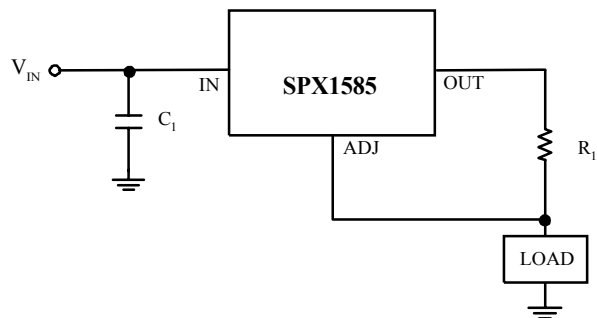 V_IN
IN
SPX1585
OUT
C_1
ADJ
R_1
LOAD